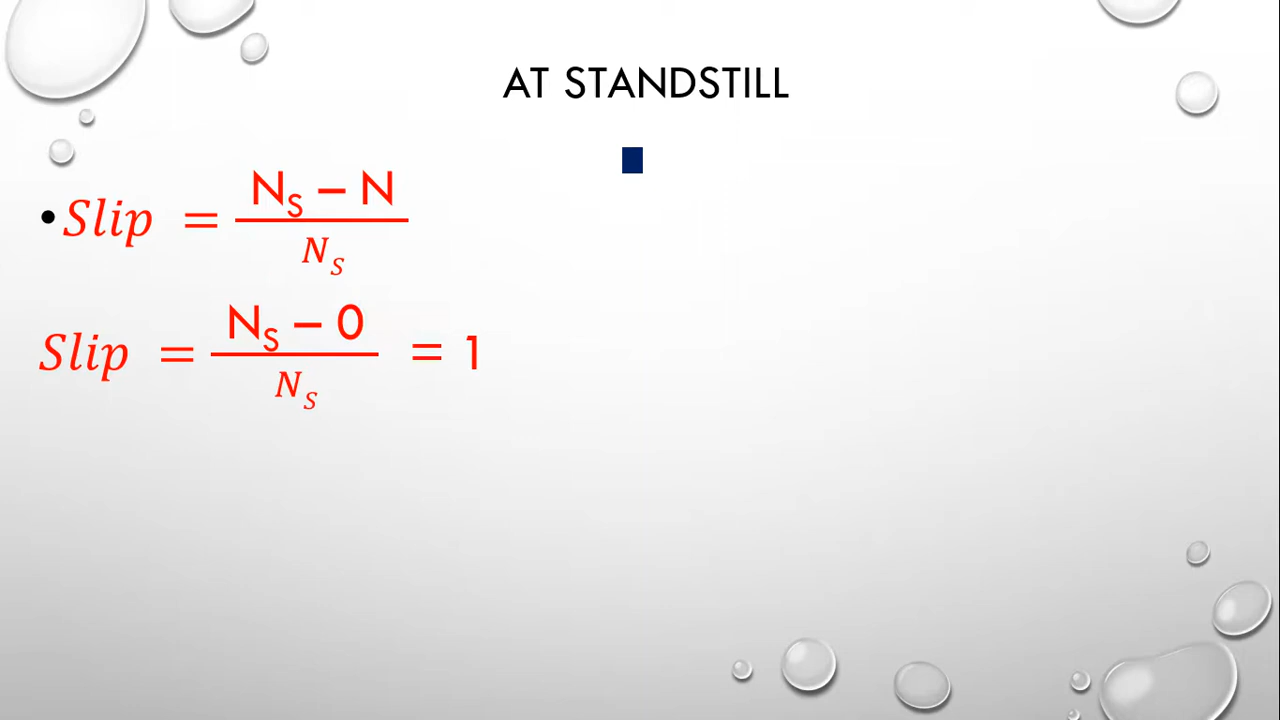 AT STANDSTILL
• Slip = (N_S – N) / N_S
Slip = (N_S – 0) / N_S = 1